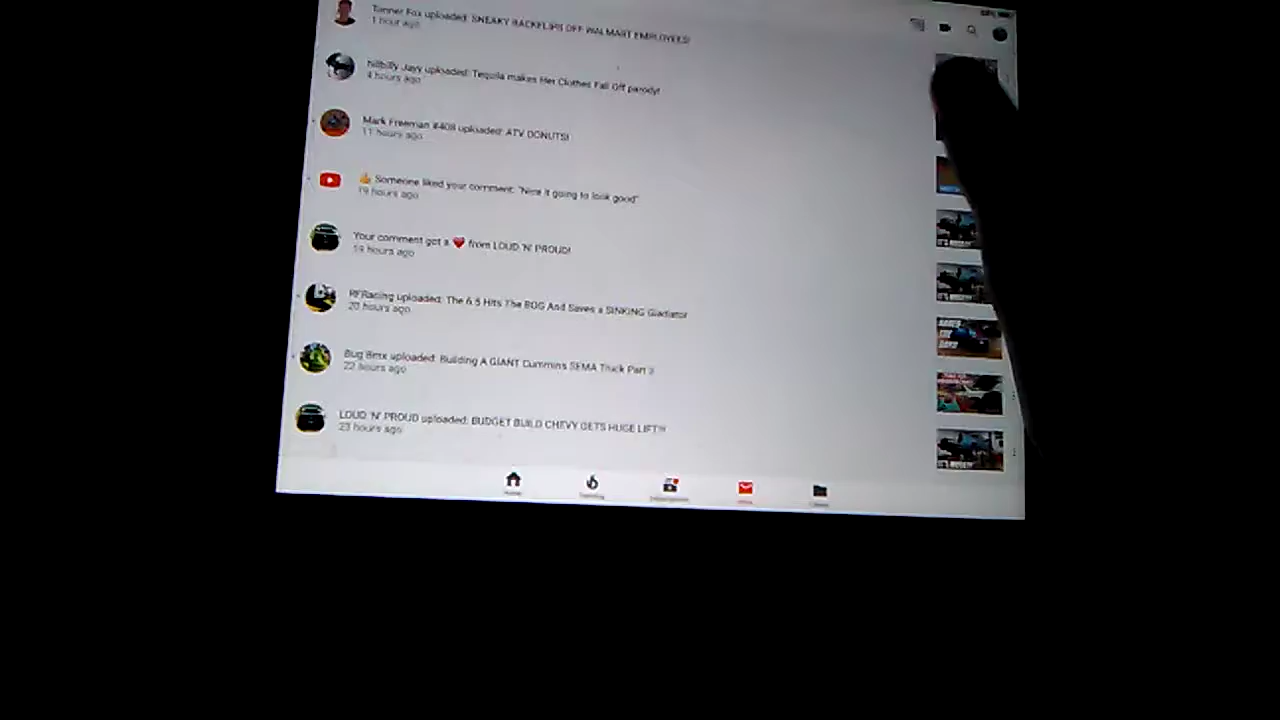 Tanner Fox uploaded: SNEAKY BACKFLIPS OFF WALMART EMPLOYEES!
1 hour ago
hillbilly Jayy uploaded: Tequila makes Her Clothes Fall Off parody!
4 hours ago
Mark Freeman #408 uploaded: ATV DONUTS!
11 hours ago
👍 Someone liked your comment: "Nice it going to look good"
19 hours ago
Your comment got a ❤ from LOUD 'N' PROUD!
19 hours ago
RFRacing uploaded: The 6.5 Hits The BOG And Saves a SINKING Gladiator
20 hours ago
Bug Bmx uploaded: Building A GIANT Cummins SEMA Truck Part
22 hours ago
LOUD 'N' PROUD uploaded: BUDGET BUILD CHEVY GETS HUGE LIFT!!!
23 hours ago
Home